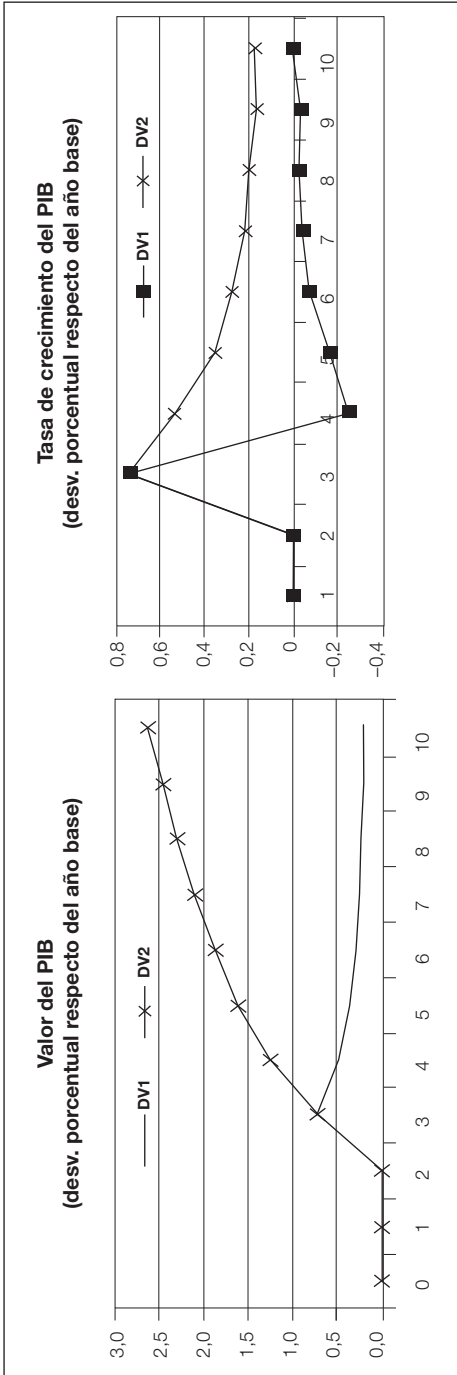 Valor del PIB
(desv. porcentual respecto del año base)
DV1
DV2
3,0
2,5
2,0
1,5
1,0
0,5
0,0
0 1 2 3 4 5 6 7 8 9 10
Tasa de crecimiento del PIB
(desv. porcentual respecto del año base)
DV1
DV2
0,8
0,6
0,4
0,2
0
–0,2
–0,4
1 2 3 4 5 6 7 8 9 10